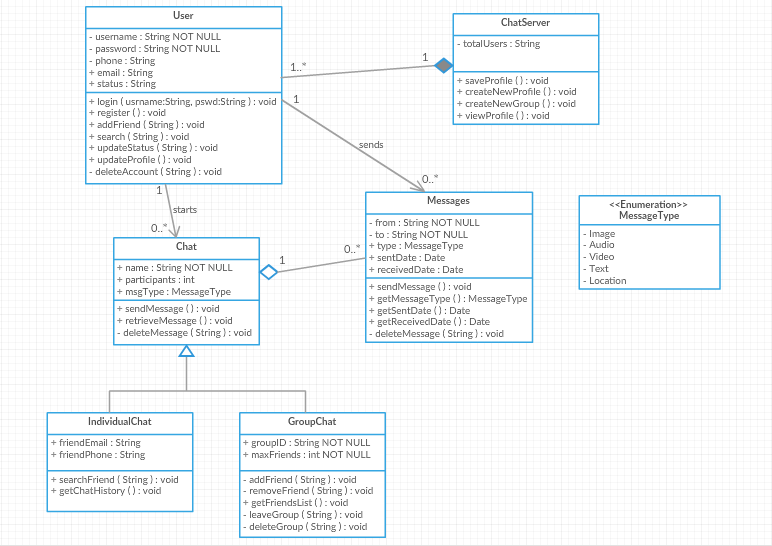 User
- username : String NOT NULL
- password : String NOT NULL
- phone : String
+ email : String
+ status : String
+ login ( usrname:String, pswd:String ) : void
+ register ( ) : void
+ addFriend ( String ) : void
+ search ( String ) : void
+ updateStatus ( String ) : void
+ updateProfile ( ) : void
- deleteAccount ( String ) : void
ChatServer
- totalUsers : String
+ saveProfile ( ) : void
+ createNewProfile ( ) : void
+ createNewGroup ( ) : void
+ viewProfile ( ) : void
1..*
1
1
sends
0..*
1
starts
0..*
Messages
- from : String NOT NULL
- to : String NOT NULL
+ type : MessageType
+ sentDate : Date
+ receivedDate : Date
+ sendMessage ( ) : void
+ getMessageType ( ) : MessageType
+ getSentDate ( ) : Date
+ getReceivedDate ( ) : Date
- deleteMessage ( String ) : void
<<Enumeration>>
MessageType
- Image
- Audio
- Video
- Text
- Location
Chat
+ name : String NOT NULL
+ participants : int
+ msgType : MessageType
+ sendMessage ( ) : void
+ retrieveMessage ( ) : void
- deleteMessage ( String ) : void
1
0..*
IndividualChat
+ friendEmail : String
+ friendPhone : String
+ searchFriend ( String ) : void
+ getChatHistory ( ) : void
GroupChat
+ groupID : String NOT NULL
+ maxFriends : int NOT NULL
- addFriend ( String ) : void
- removeFriend ( String ) : void
+ getFriendsList ( ) : void
- leaveGroup ( String ) : void
- deleteGroup ( String ) : void